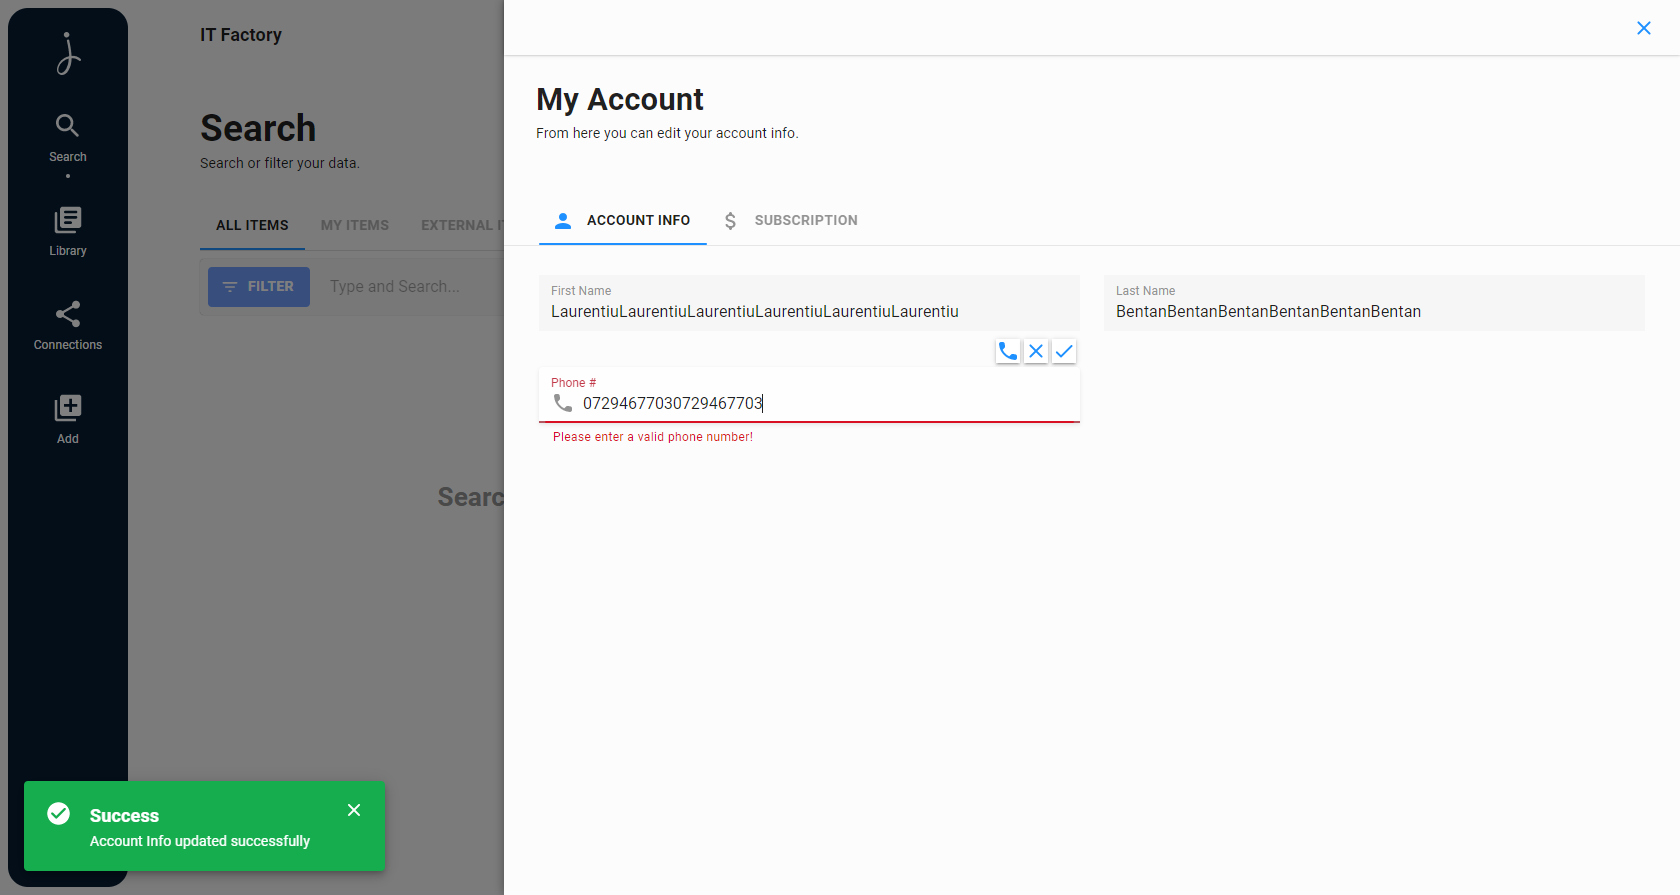 IT Factory
Search
Library
Connections
Add
Search
Search or filter your data.
ALL ITEMS
MY ITEMS
EXTERNAL IT
FILTER
Type and Search...
Searc
My Account
From here you can edit your account info.
ACCOUNT INFO
SUBSCRIPTION
First Name
LaurentiuLaurentiuLaurentiuLaurentiuLaurentiuLaurentiu
Last Name
BentanBentanBentanBentanBentanBentan
Phone #
07294677030729467703
Please enter a valid phone number!
Success
Account Info updated successfully